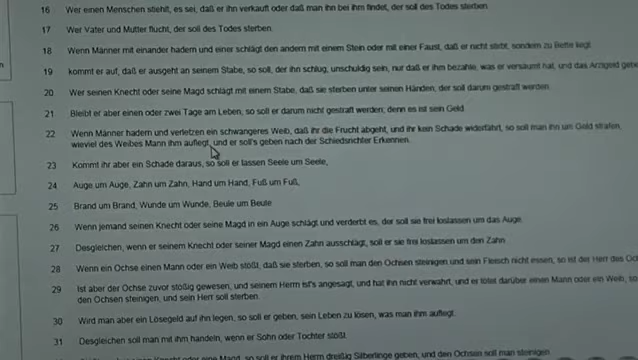 16 Wer einen Menschen stiehlt, es sei, daß er ihn verkauft oder daß man ihn bei ihm findet, der soll des Todes sterben.
17 Wer Vater und Mutter flucht, der soll des Todes sterben.
18 Wenn Männer mit einander hadern und einer schlägt den andern mit einem Stein oder mit einer Faust, daß er nicht stirbt, sondern zu Bette liegt
19 kommt er auf, daß er ausgeht an seinem Stabe, so soll, der ihn schlug, unschuldig sein, nur daß er ihm bezahle, was er versäumt hat, und das Arztgeld gebe
20 Wer seinen Knecht oder seine Magd schlägt mit einem Stabe, daß sie sterben unter seinen Händen, der soll darum gestraft werden.
21 Bleibt er aber einen oder zwei Tage am Leben, so soll er darum nicht gestraft werden; denn es ist sein Geld.
22 Wenn Männer hadern und verletzen ein schwangeres Weib, daß ihr die Frucht abgeht, und ihr kein Schade widerfährt, so soll man ihn um Geld strafen,
wieviel des Weibes Mann ihm auflegt, und er soll's geben nach der Schiedsrichter Erkennen.
23 Kommt ihr aber ein Schade daraus, so soll er lassen Seele um Seele,
24 Auge um Auge, Zahn um Zahn, Hand um Hand, Fuß um Fuß,
25 Brand um Brand, Wunde um Wunde, Beule um Beule
26 Wenn jemand seinen Knecht oder seine Magd in ein Auge schlägt und verderbt es, der soll sie frei loslassen um das Auge.
27 Desgleichen, wenn er seinem Knecht oder seiner Magd einen Zahn ausschlägt, soll er sie frei loslassen um den Zahn
28 Wenn ein Ochse einen Mann oder ein Weib stößt, daß sie sterben, so soll man den Ochsen steinigen und sein Fleisch nicht essen, so ist der Herr des Oc
29 Ist aber der Ochse zuvor stößig gewesen, und seinem Herrn ist's angesagt, und hat ihn nicht verwahrt, und er tötet darüber einen Mann oder ein Weib, so
den Ochsen steinigen, und sein Herr soll sterben.
30 Wird man aber ein Lösegeld auf ihn legen, so soll er geben, sein Leben zu lösen, was man ihm auflegt.
31 Desgleichen soll man mit ihm handeln, wenn er Sohn oder Tochter stößt.
Knecht oder eine Magd, so soll er ihrem Herrn dreißig Silberlinge geben, und den Ochsen soll man steinigen